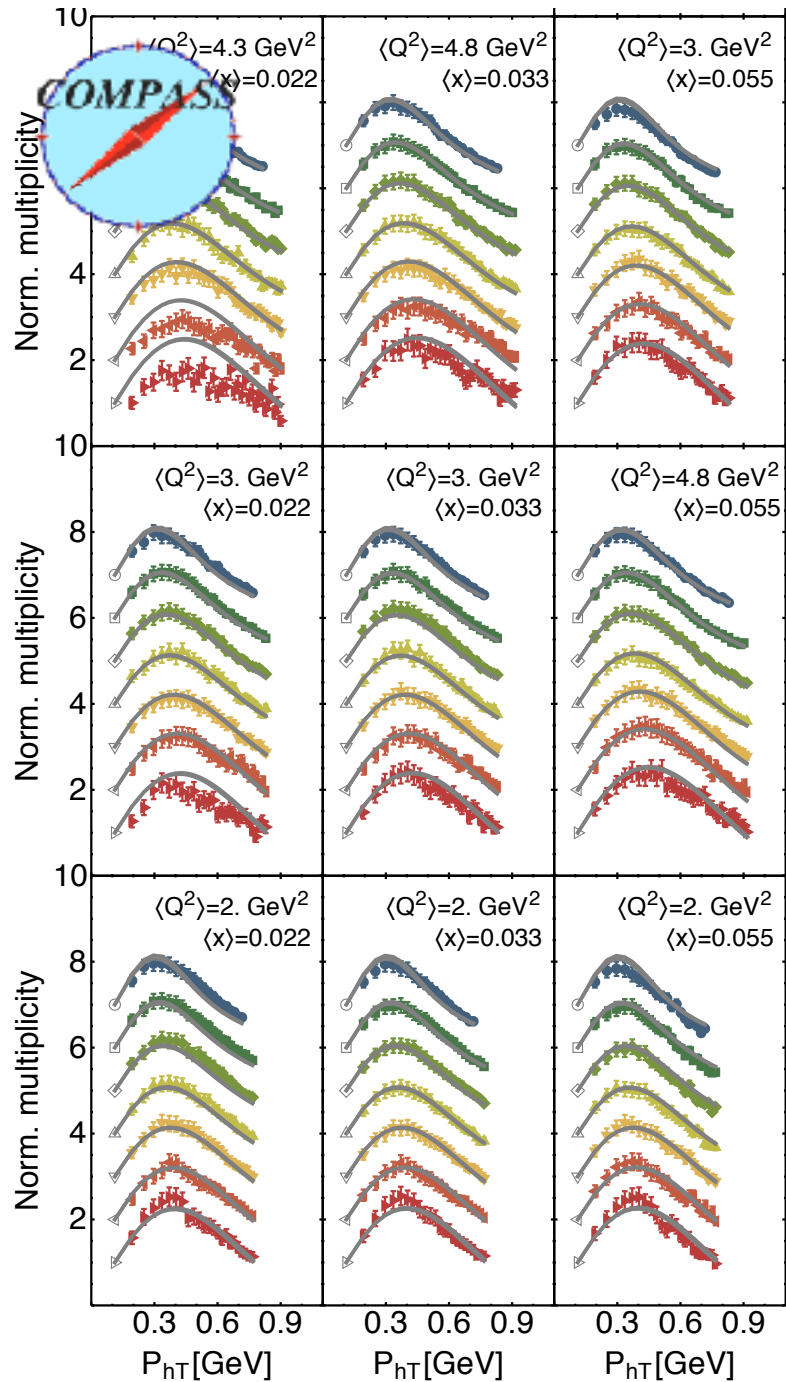 10
⟨Q²⟩=4.3 GeV²
⟨x⟩=0.022
COMPASS
⟨Q²⟩=4.8 GeV²
⟨x⟩=0.033
⟨Q²⟩=3. GeV²
⟨x⟩=0.055
Norm. multiplicity
4
2
10
⟨Q²⟩=3. GeV²
⟨x⟩=0.022
⟨Q²⟩=3. GeV²
⟨x⟩=0.033
⟨Q²⟩=4.8 GeV²
⟨x⟩=0.055
Norm. multiplicity
8
6
4
2
10
⟨Q²⟩=2. GeV²
⟨x⟩=0.022
⟨Q²⟩=2. GeV²
⟨x⟩=0.033
⟨Q²⟩=2. GeV²
⟨x⟩=0.055
Norm. multiplicity
8
6
4
2
0.3 0.6 0.9 0.3 0.6 0.9 0.3 0.6 0.9
P_hT[GeV] P_hT[GeV] P_hT[GeV]